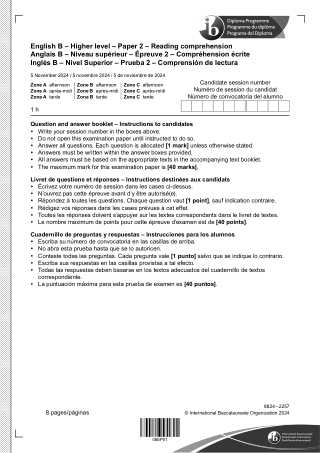 Diploma Programme
Programme du diplôme
Programa del Diploma
English B – Higher level – Paper 2 – Reading comprehension
Anglais B – Niveau supérieur – Épreuve 2 – Compréhension écrite
Inglés B – Nivel Superior – Prueba 2 – Comprensión de lectura
5 November 2024 | 5 novembre 2024 | 5 de noviembre de 2024
Zone A afternoon Zone B afternoon Zone C afternoon
Zone A après-midi Zone B après-midi Zone C après-midi
Zona A tarde Zona B tarde Zona C tarde
Candidate session number
Numéro de session du candidat
Número de convocatoria del alumno
1 h
Question and answer booklet – Instructions to candidates
• Write your session number in the boxes above.
• Do not open this examination paper until instructed to do so.
• Answer all questions. Each question is allocated [1 mark] unless otherwise stated.
• Answers must be written within the answer boxes provided.
• All answers must be based on the appropriate texts in the accompanying text booklet.
• The maximum mark for this examination paper is [40 marks].
Livret de questions et réponses – Instructions destinées aux candidats
• Écrivez votre numéro de session dans les cases ci-dessus.
• N'ouvrez pas cette épreuve avant d'y être autorisé(e).
• Répondez à toutes les questions. Chaque question vaut [1 point], sauf indication contraire.
• Rédigez vos réponses dans les cases prévues à cet effet.
• Toutes les réponses doivent s'appuyer sur les textes correspondants dans le livret de textes.
• Le nombre maximum de points pour cette épreuve d'examen est de [40 points].
Cuadernillo de preguntas y respuestas – Instrucciones para los alumnos
• Escriba su número de convocatoria en las casillas de arriba.
• No abra esta prueba hasta que se lo autoricen.
• Conteste todas las preguntas. Cada pregunta vale [1 punto] salvo que se indique lo contrario.
• Escriba sus respuestas en las casillas provistas a tal efecto.
• Todas las respuestas deben basarse en los textos adecuados del cuadernillo de textos
correspondiente.
• La puntuación máxima para esta prueba de examen es [40 puntos].
8 pages/páginas
8824 – 2257
© International Baccalaureate Organization 2024
08EP01